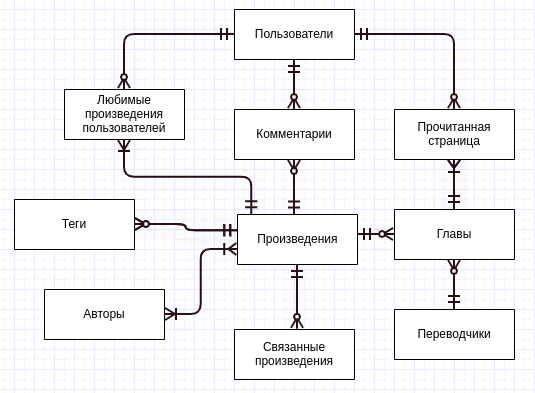 Пользователи
Любимые
произведения
пользователей
Комментарии
Прочитанная
страница
Теги
Произведения
Главы
Авторы
Связанные
произведения
Переводчики